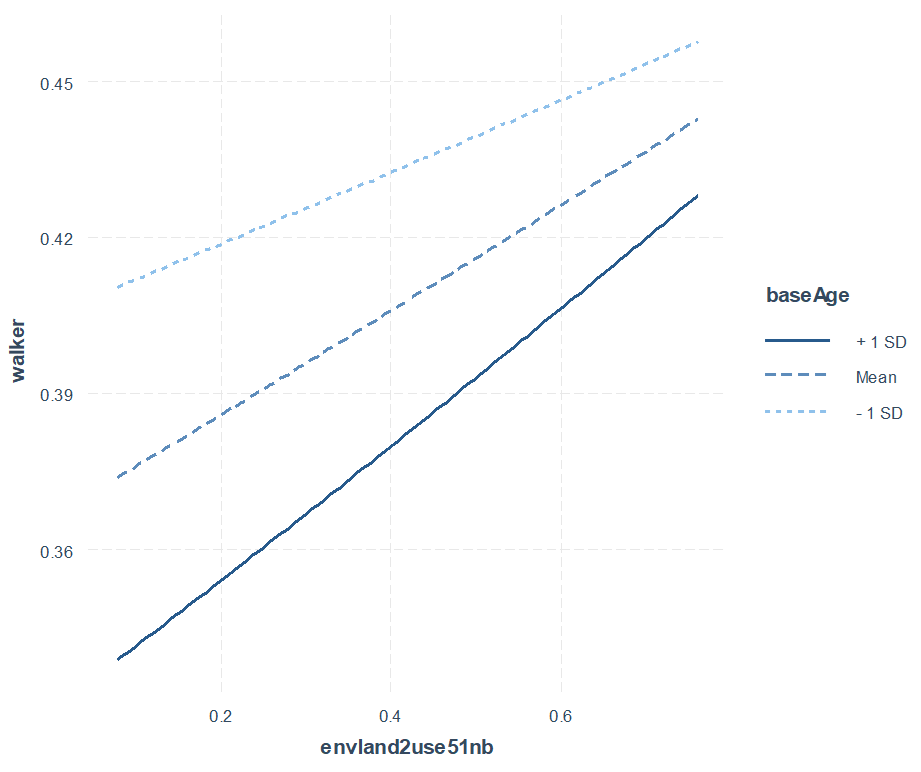 0.45
0.42
0.39
0.36
walker
0.2
0.4
0.6
envland2use51nb
baseAge
+ 1 SD
Mean
- 1 SD